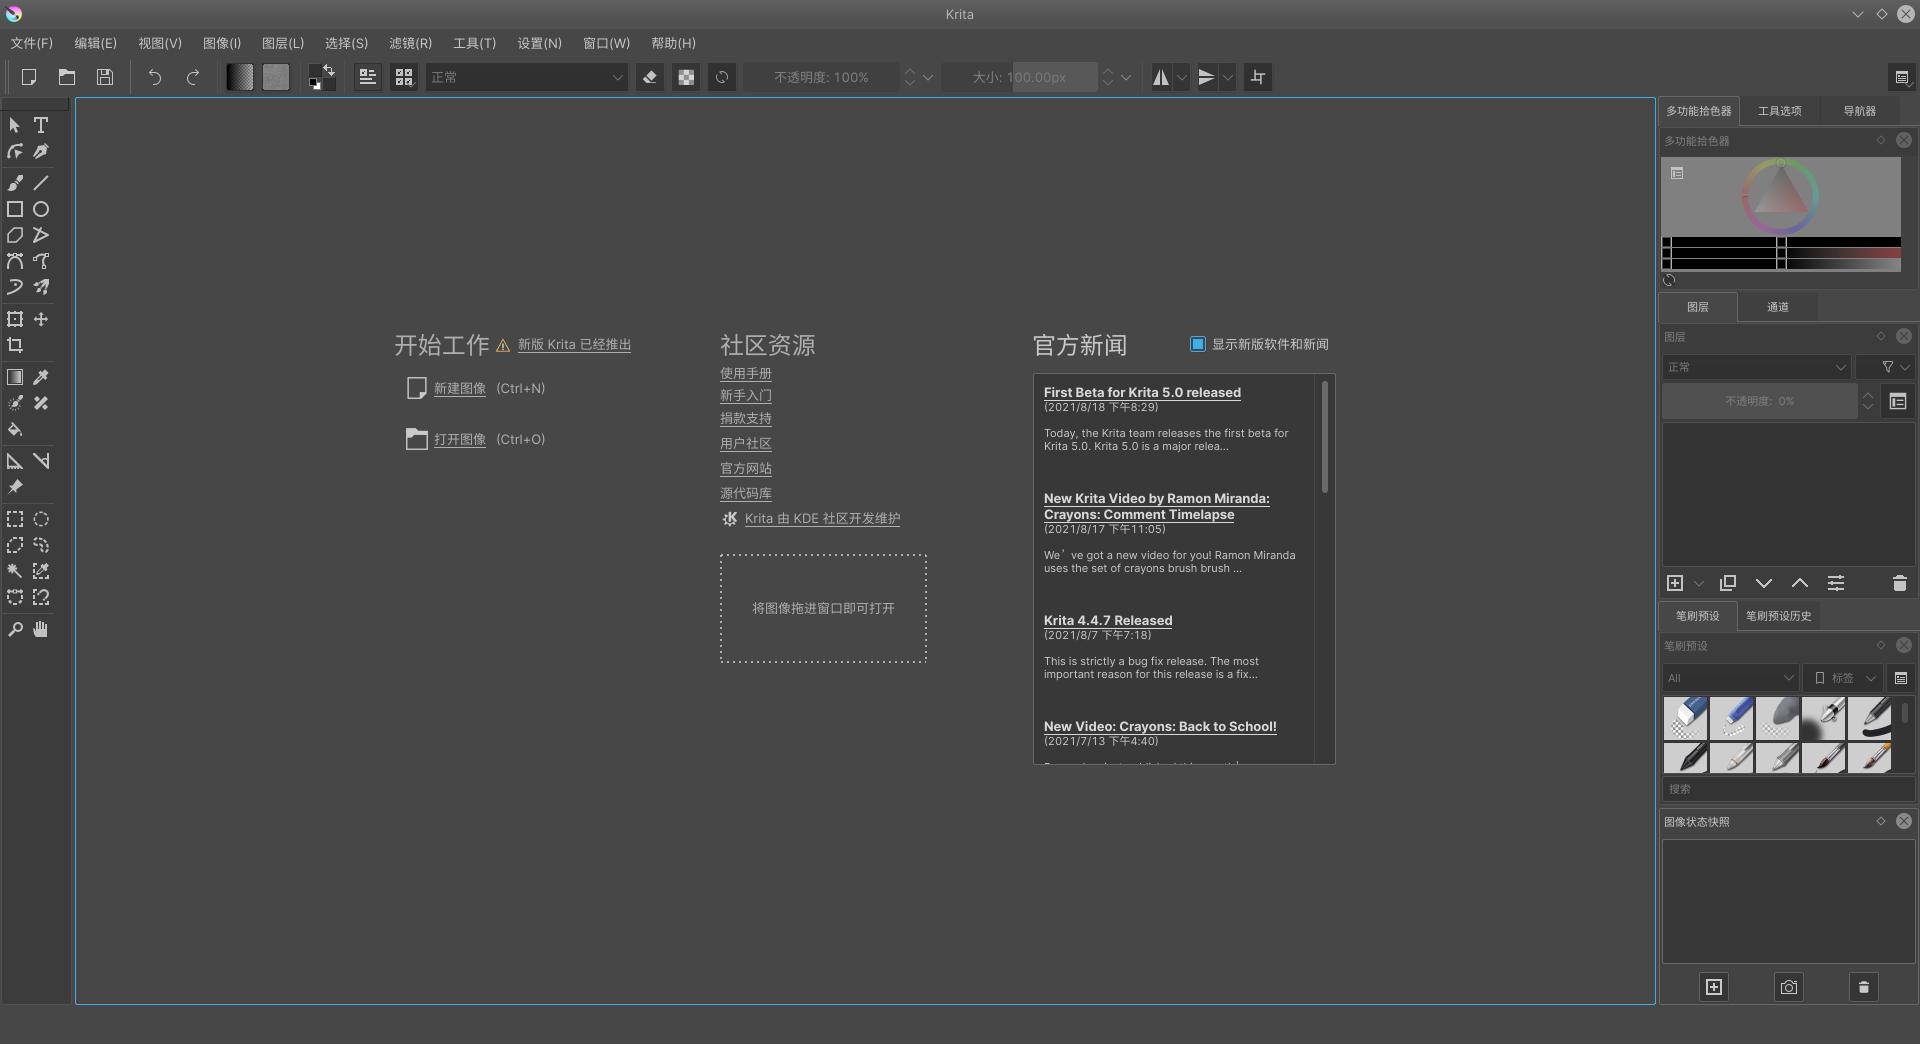 Krita
文件(F) 编辑(E) 视图(V) 图像(I) 图层(L) 选择(S) 滤镜(R) 工具(T) 设置(N) 窗口(W) 帮助(H)
正常 不透明度: 100% 大小: 100.00px
多功能拾色器 工具选项 导航器
多功能拾色器
开始工作
新版 Krita 已经推出
新建图像 (Ctrl+N)
打开图像 (Ctrl+O)
社区资源
使用手册
新手入门
捐款支持
用户社区
官方网站
源代码库
Krita 由 KDE 社区开发维护
将图像拖进窗口即可打开
官方新闻
显示新版软件和新闻
First Beta for Krita 5.0 released
(2021/8/18 下午8:29)
Today, the Krita team releases the first beta for
Krita 5.0. Krita 5.0 is a major relea...
New Krita Video by Ramon Miranda:
Crayons: Comment Timelapse
(2021/8/17 下午11:05)
We’ve got a new video for you! Ramon Miranda
uses the set of crayons brush brush ...
Krita 4.4.7 Released
(2021/8/7 下午7:18)
This is strictly a bug fix release. The most
important reason for this release is a fix...
New Video: Crayons: Back to School!
(2021/7/13 下午4:40)
图层 通道
图层
正常
不透明度: 0%
笔刷预设 笔刷预设历史
笔刷预设
All 标签
搜索
图像状态快照